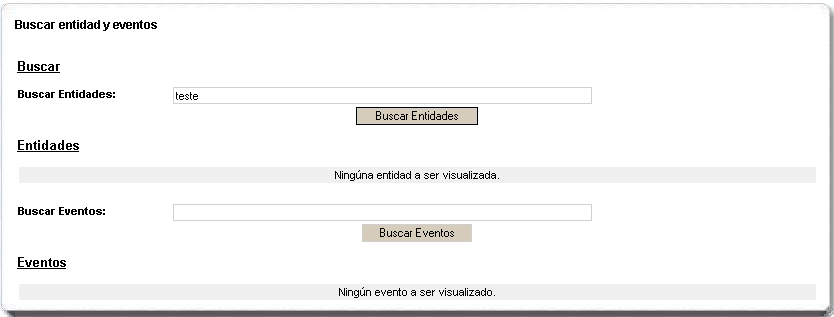 Buscar entidad y eventos
Buscar
Buscar Entidades: teste
Buscar Entidades
Entidades
Ningúna entidad a ser visualizada.
Buscar Eventos:
Buscar Eventos
Eventos
Ningún evento a ser visualizado.